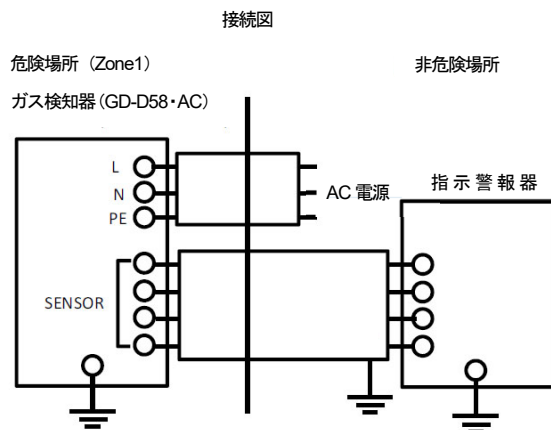 接続図
危険場所（Zone1）
非危険場所
ガス検知器(GD-D58・AC)
L
N
PE
AC 電源
指示警報器
SENSOR